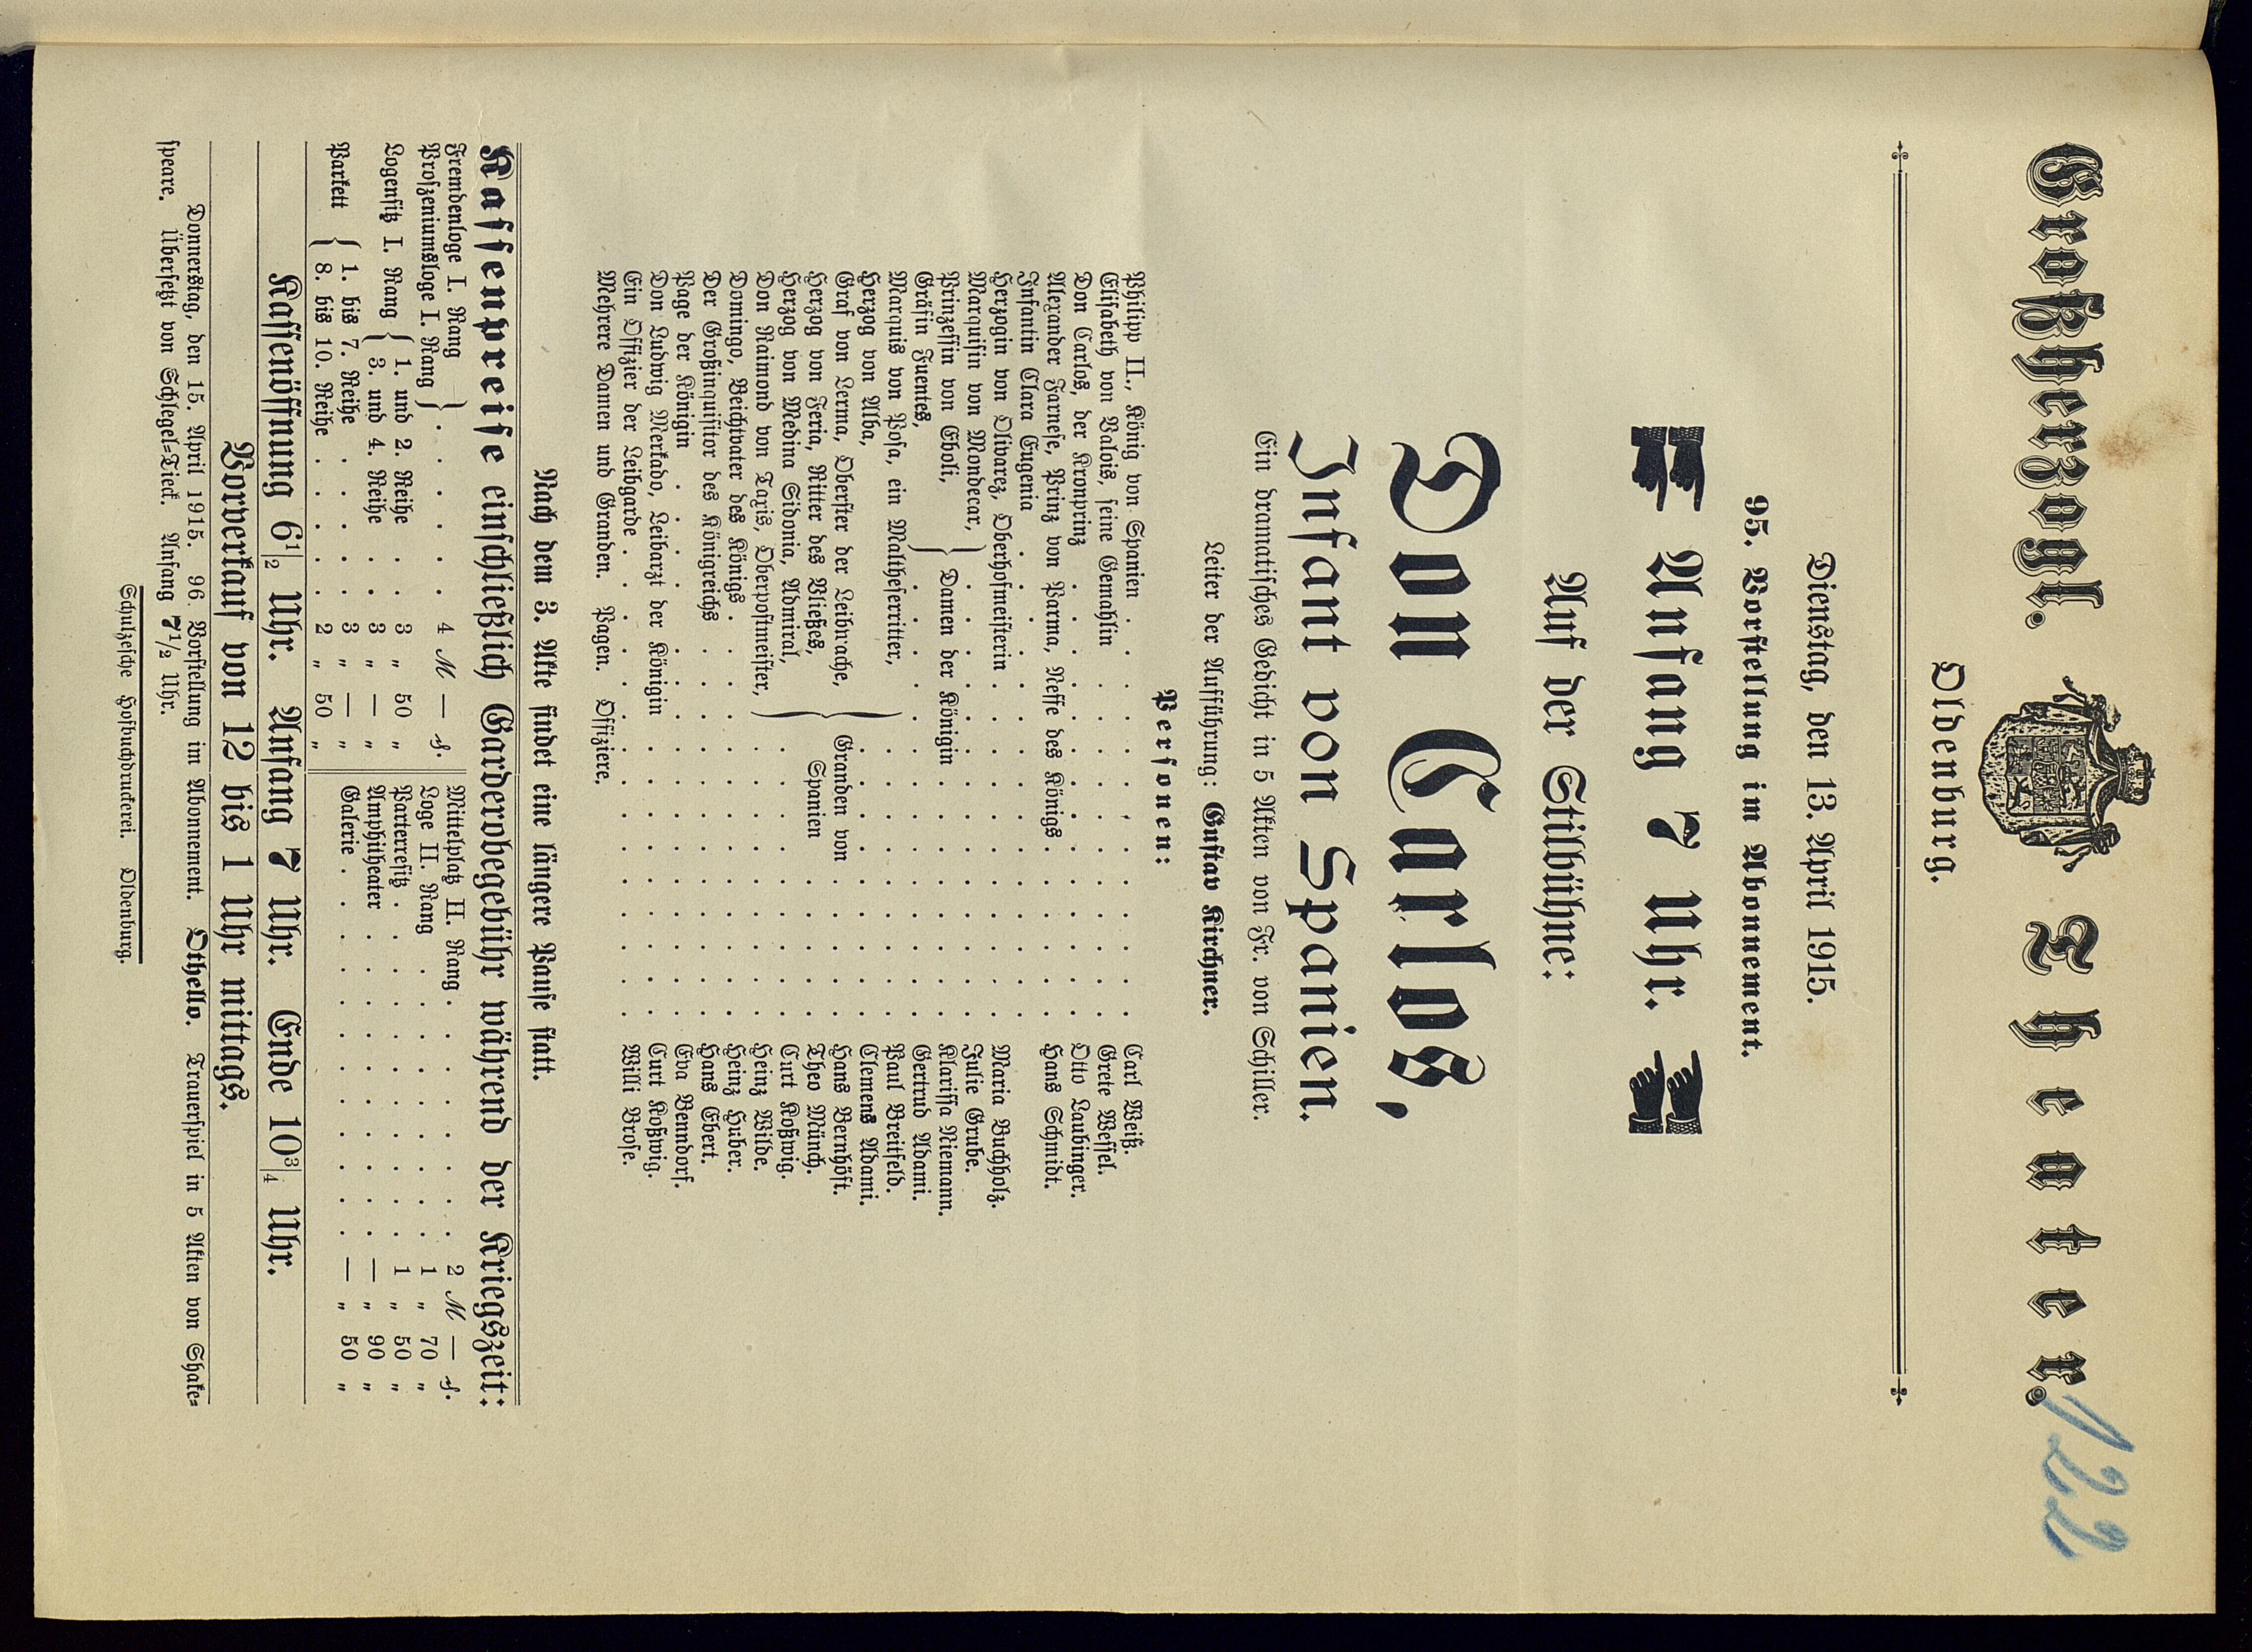 Großherzogl. Theater.
122
Oldenburg.
Dienstag, den 13. April 1915.
95. Vorstellung im Abonnement.
Anfang 7 Uhr.
Auf der Stilbühne:
Don Carlos,
Infant von Spanien.
Ein dramatisches Gedicht in 5 Akten von Fr. von Schiller.
Leiter der Aufführung: Gustav Kirchner.
Personen:
Philipp II., König von Spanien . . . . . Carl Weiß.
Elisabeth von Valois, seine Gemahlin . . . . . Grete Wessel.
Don Carlos, der Kronprinz . . . . . Otto Laubinger.
Alexander Farnese, Prinz von Parma, Neffe des Königs . . . . . Hans Schmidt.
Infantin Clara Eugenia . . . . .
Herzogin von Olivarez, Oberhofmeisterin . . . . . Maria Buchholz.
Marquisin von Mondecar, . . . . . Julie Grube.
Prinzessin von Eboli, } Damen der Königin . . . . . Klarissa Niemann.
Gräfin Fuentes, . . . . . Gertrud Adami.
Marquis von Posa, ein Maltheserritter, . . . . . Paul Breitfeld.
Herzog von Alba, . . . . . Clemens Adami.
Graf von Lerma, Oberster der Leibwache, } Granden von . . . . . Hans Bernhöft.
Herzog von Feria, Ritter des Vließes, Spanien . . . . . Theo Münch.
Herzog von Medina Sidonia, Admiral, . . . . . Curt Koßwig.
Don Raimond von Taxis, Oberpostmeister, . . . . . Heinz Wilde.
Domingo, Beichtvater des Königs . . . . . Heinz Huber.
Der Großinquisitor des Königreichs . . . . . Hans Ebert.
Page der Königin . . . . . Eva Benndorf.
Don Ludwig Merkado, Leibarzt der Königin . . . . . Curt Koßwig.
Ein Offizier der Leibgarde . . . . . Willi Brose.
Mehrere Damen und Granden. Pagen. Offiziere.
Nach dem 3. Akte findet eine längere Pause statt.
Kassenpreise einschließlich Garderobegebühr während der Kriegszeit:
Fremdenloge I. Rang
Proszeniumsloge I. Rang } . . . . 4 M — ₰.
Logensitz I. Rang { 1. und 2. Reihe . . 3 „ 50 „
3. und 4. Reihe . . 3 „ — „
Parkett { 1. bis 7. Reihe . . . . 3 „ — „
8. bis 10. Reihe . . . . 2 „ 50 „
Mittelplatz II. Rang . . . . 2 M — ₰.
Loge II. Rang . . . . 1 „ 70 „
Parterresitz . . . . 1 „ 50 „
Amphitheater . . . . — „ 90 „
Galerie . . . . — „ 50 „
Kassenöffnung 6 1/2 Uhr. Anfang 7 Uhr. Ende 10 3/4 Uhr.
Vorverkauf von 12 bis 1 Uhr mittags.
Donnerstag, den 15. April 1915. 96. Vorstellung im Abonnement. Othello. Trauerspiel in 5 Akten von Shake-
speare. Übersetzt von Schlegel-Tieck. Anfang 7 1/2 Uhr.
Schulzesche Hofbuchdruckerei. Oldenburg.